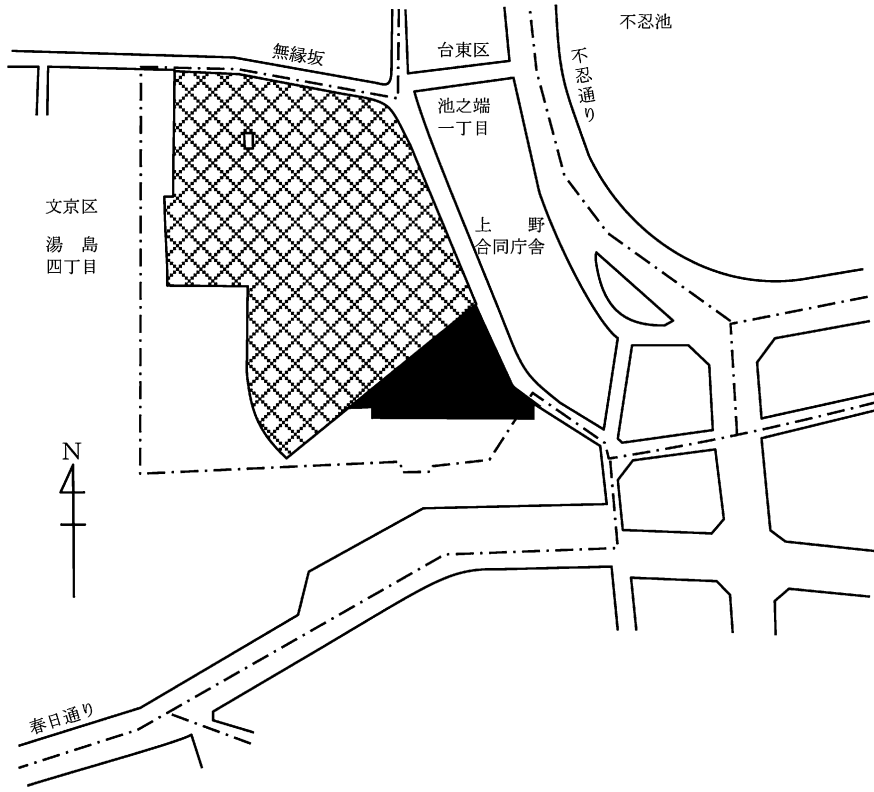 不忍池
無縁坂
台東区
不忍通り
池之端
一丁目
文京区
湯島
四丁目
上野
合同庁舎
N
春日通り